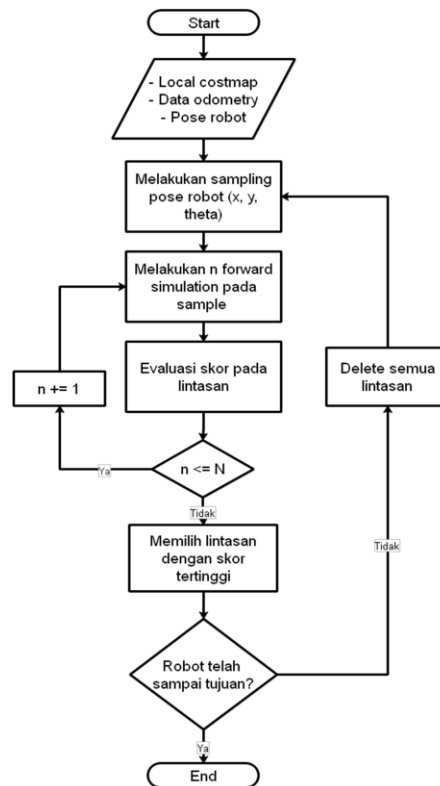 Start
- Local costmap
- Data odometry
- Pose robot
Melakukan sampling
pose robot (x, y,
theta)
Melakukan n forward
simulation pada
sample
Evaluasi skor pada
lintasan
Delete semua
lintasan
n += 1
n <= N
Ya
Tidak
Memilih lintasan
dengan skor
tertinggi
Tidak
Robot telah
sampai tujuan?
Ya
End